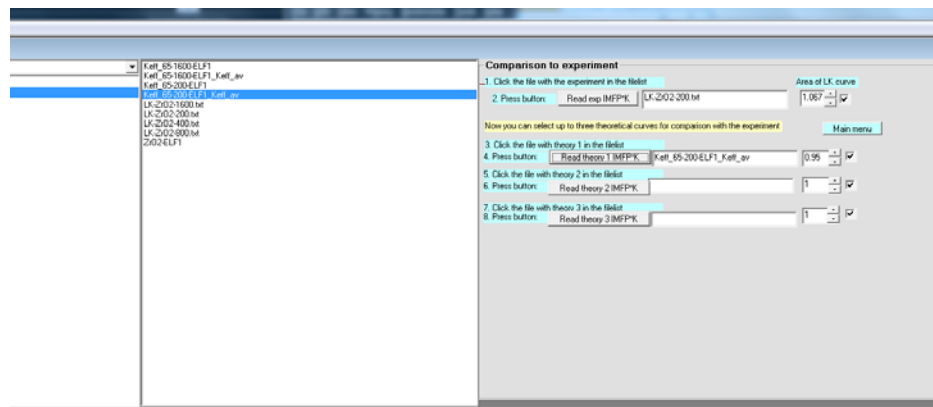 Keff_65-1600-ELF1
Keff_65-1600-ELF1_Keff_av
Keff_65-200-ELF1
Keff_65-200-ELF1_Keff_av
LK-ZrO2-1600.txt
LK-ZrO2-200.txt
LK-ZrO2-400.txt
LK-ZrO2-800.txt
ZrO2-ELF1
Comparison to experiment
1. Click the file with the experiment in the filelist
Area of LK curve
2. Press button: Read exp IMFP*K LK-ZrO2-200.txt 1.067
Now you can select up to three theoretical curves for comparison with the experiment
Main menu
3. Click the file with theory 1 in the filelist
4. Press button: Read theory 1 IMFP*K Keff_65-200-ELF1_Keff_av 0.95
5. Click the file with theory 2 in the filelist
6. Press button: Read theory 2 IMFP*K 1
7. Click the file with theory 3 in the filelist
8. Press button: Read theory 3 IMFP*K 1